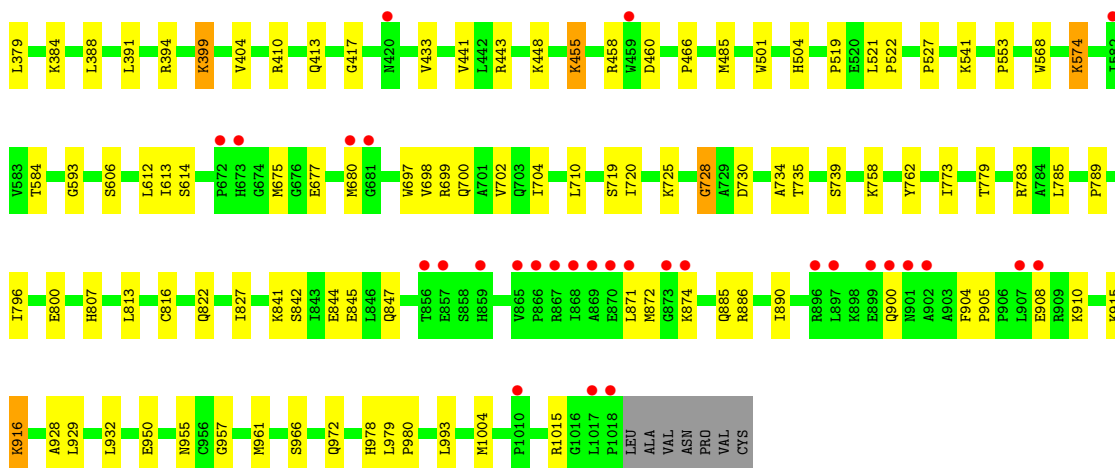 L379 K384 L388 L391 R394 K399 V404 R410 Q413 G417 N420 V433 V441 L442 R443 K448 K455 R458 W459 D460 P466 M485 W501 H504 P519 E520 L521 P522 P527 K541 P553 W568 K574 I582
V583 T584 G593 S606 L612 I613 S614 P672 H673 G674 M675 G676 E677 M680 G681 W697 V698 R699 Q700 A701 V702 Q703 I704 L710 S719 I720 K725 G728 A729 D730 A734 T735 S739 K758 Y762 I773 T779 R783 A784 L785 P789
I796 E800 H807 L813 C816 Q822 I827 K841 S842 I843 E844 E845 L846 Q847 T856 E857 S858 H859 V865 P866 R867 I868 A869 E870 L871 M872 G873 K874 Q885 R886 I890 R896 L897 K898 E899 Q900 N901 A902 A903 F904 P905 P906 L907 E908 R909 K910 K915
K916 A928 L929 L932 E950 N955 C956 G957 M961 S966 Q972 H978 L979 P980 L993 M1004 P1010 R1015 G1016 L1017 P1018 LEU ALA VAL ASN PRO VAL CYS